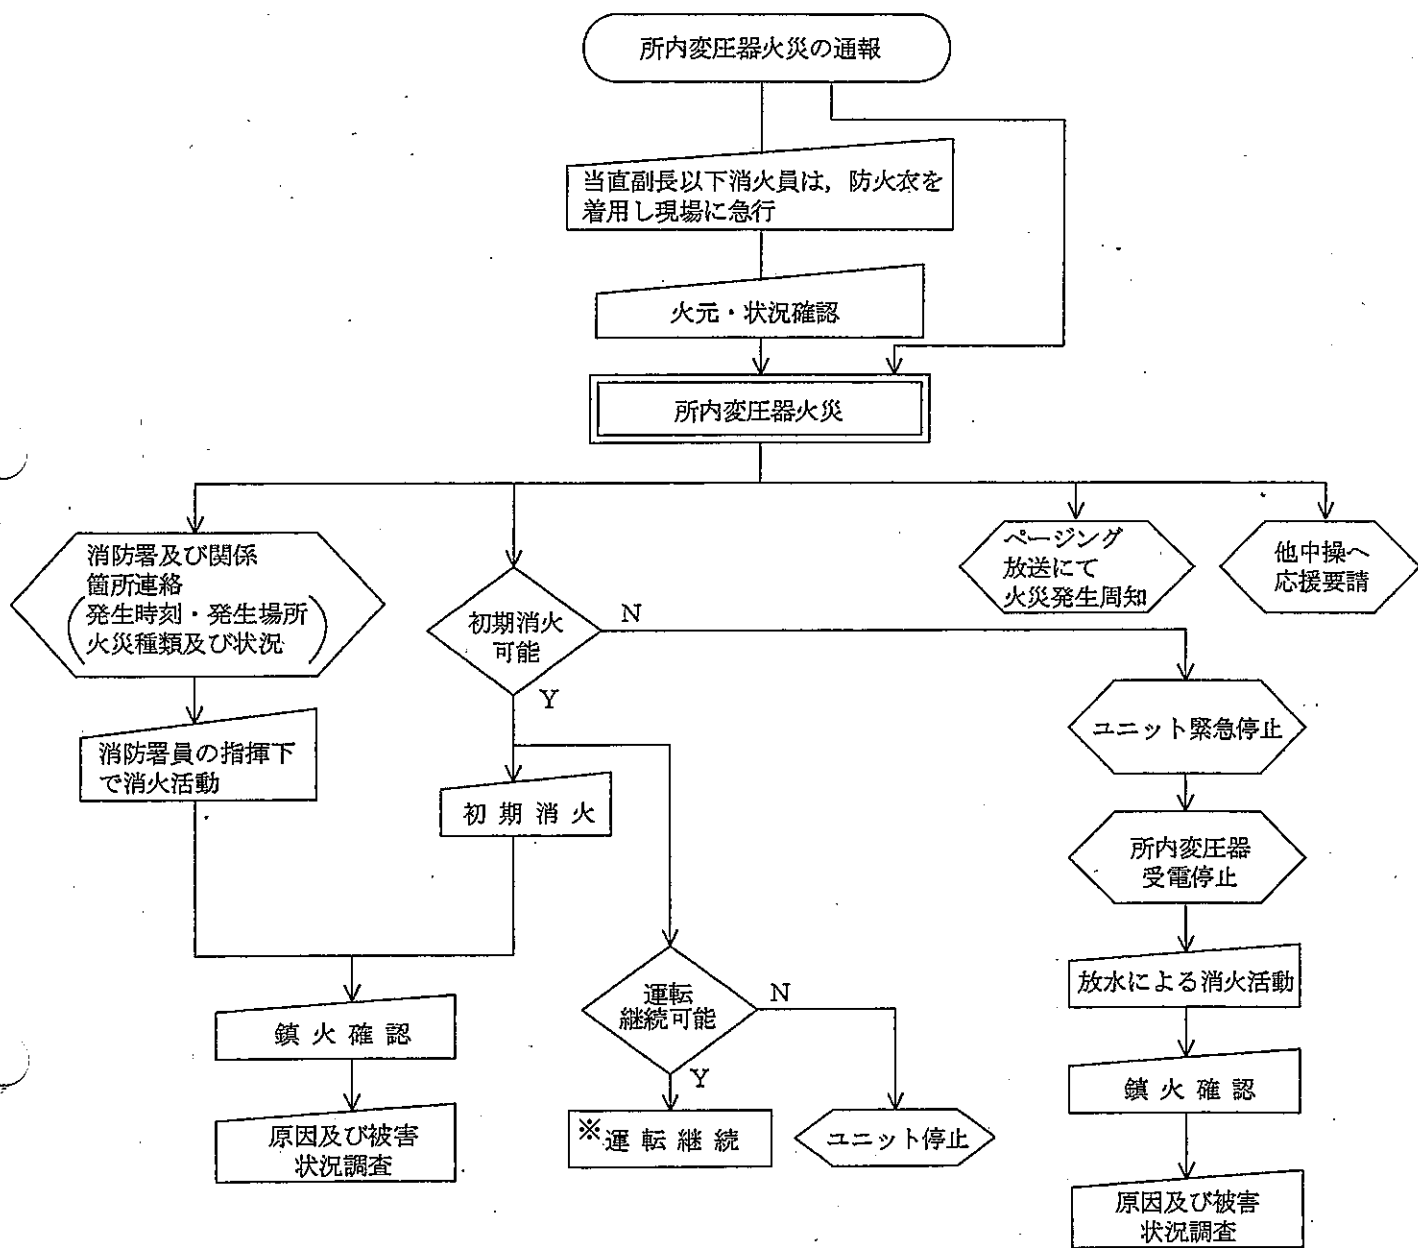 所内変圧器火災の通報
当直副長以下消火員は，防火衣を
着用し現場に急行
火元・状況確認
所内変圧器火災
消防署及び関係
箇所連絡
(発生時刻・発生場所
火災種類及び状況)
初期消火
可能
N
Y
ページング
放送にて
火災発生周知
他中操へ
応援要請
消防署員の指揮下
で消火活動
初期消火
ユニット緊急停止
所内変圧器
受電停止
運転
継続可能
N
Y
放水による消火活動
鎮火確認
原因及び被害
状況調査
※運転継続
ユニット停止
鎮火確認
原因及び被害
状況調査